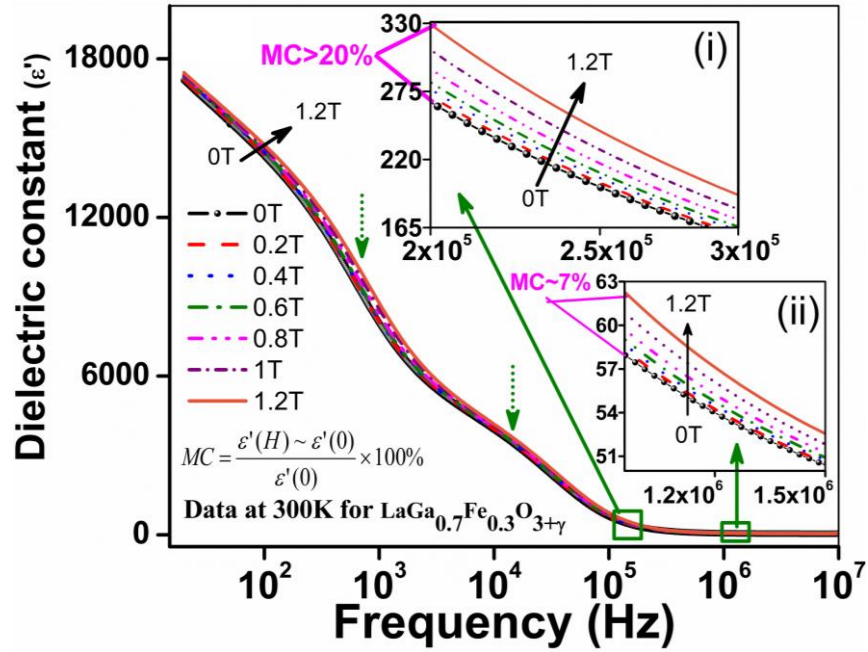 Dielectric constant (ε')
18000
12000
6000
0
10² 10³ 10⁴ 10⁵ 10⁶ 10⁷
Frequency (Hz)
0T
1.2T
0T
0.2T
0.4T
0.6T
0.8T
1T
1.2T
MC = ε'(H) ~ ε'(0) / ε'(0) ×100%
Data at 300K for LaGa₀.₇Fe₀.₃O₃₊γ
(i)
MC>20%
330
275
220
165
1.2T
0T
2x10⁵ 2.5x10⁵ 3x10⁵
(ii)
MC~7%
63
60
57
54
51
1.2T
0T
1.2x10⁶ 1.5x10⁶